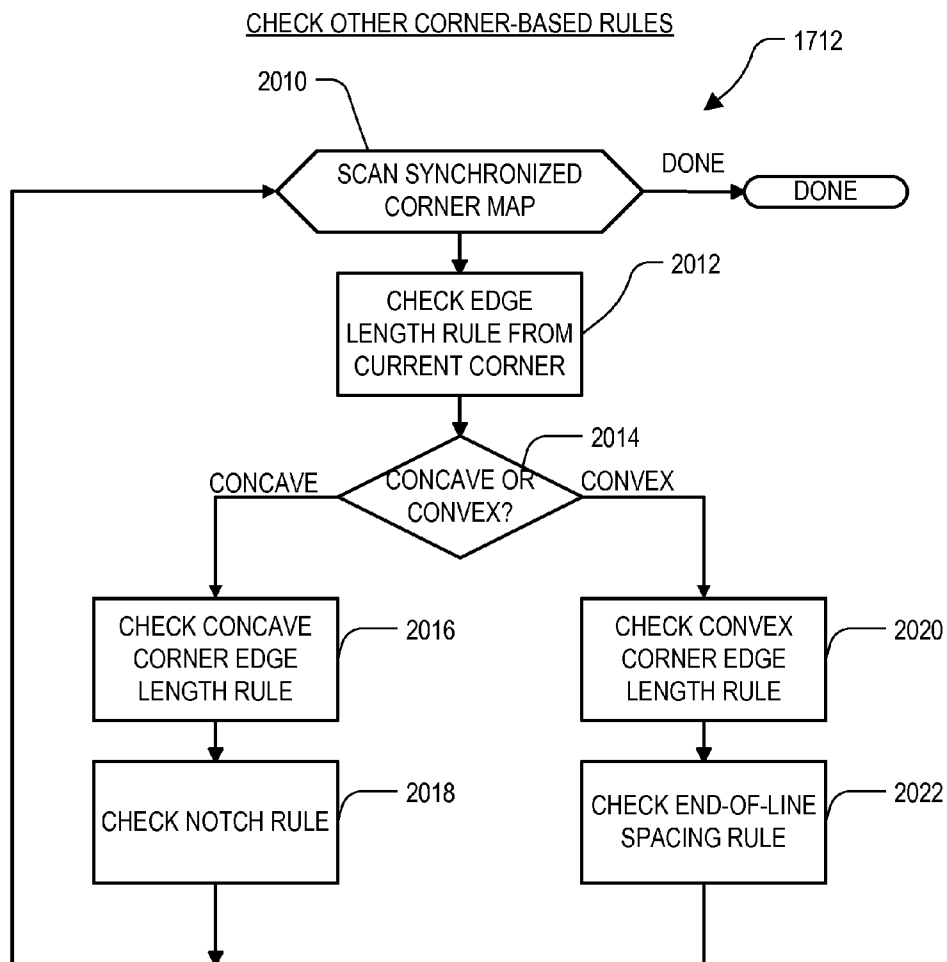 CHECK OTHER CORNER-BASED RULES
1712
2010
SCAN SYNCHRONIZED
CORNER MAP
DONE
DONE
2012
CHECK EDGE
LENGTH RULE FROM
CURRENT CORNER
2014
CONCAVE
CONCAVE OR
CONVEX?
CONVEX
CHECK CONCAVE
CORNER EDGE
LENGTH RULE
2016
CHECK CONVEX
CORNER EDGE
LENGTH RULE
2020
CHECK NOTCH RULE
2018
CHECK END-OF-LINE
SPACING RULE
2022